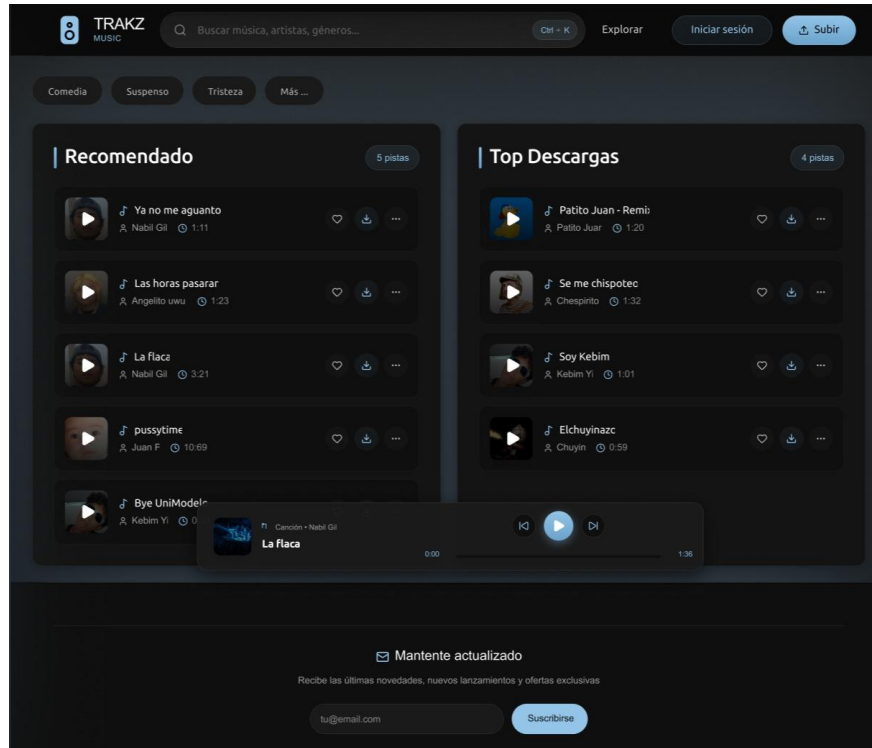 TRAKZ
MUSIC
Buscar música, artistas, géneros...
Ctrl + K
Explorar
Iniciar sesión
Subir
Comedia
Suspenso
Tristeza
Más ...
Recomendado
5 pistas
Ya no me aguanto
Nabil Gil 1:11
Las horas pasarar
Angelito uwu 1:23
La flaca
Nabil Gil 3:21
pussytime
Juan F 10:69
Bye UniModelo
Kebim Yi 0
Top Descargas
4 pistas
Patito Juan - Remi
Patito Juar 1:20
Se me chispotec
Chespirito 1:32
Soy Kebim
Kebim Yi 1:01
Elchuyinazc
Chuyin 0:59
Canción • Nabil Gil
La flaca
0:00
1:36
Mantente actualizado
Recibe las últimas novedades, nuevos lanzamientos y ofertas exclusivas
tu@email.com
Suscribirse